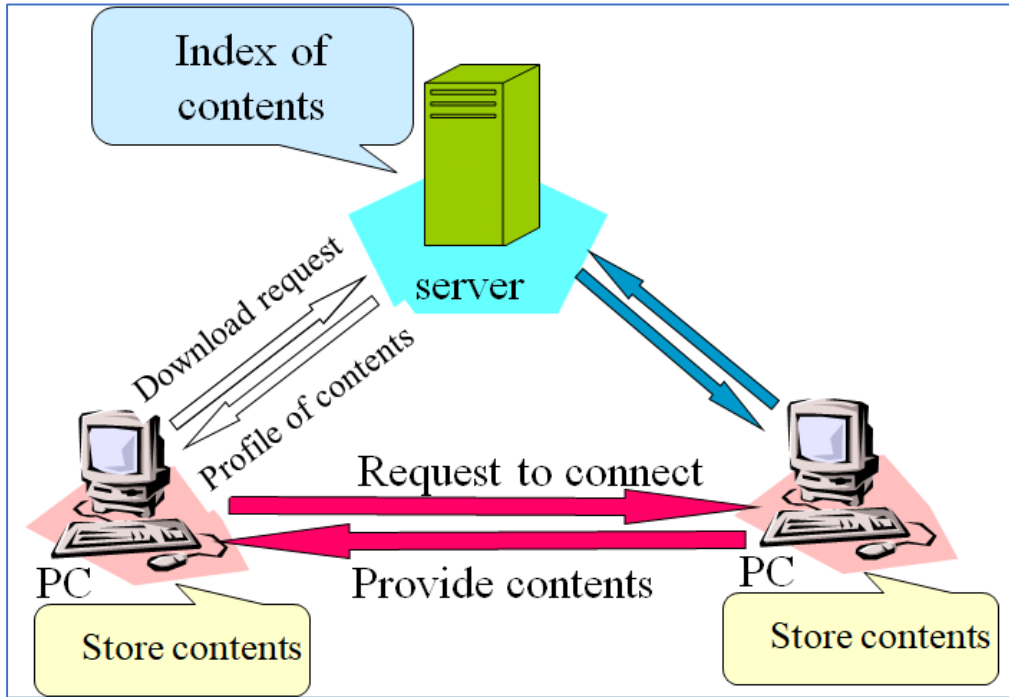 Index of
contents
server
Download request
Profile of contents
Request to connect
Provide contents
PC
PC
Store contents
Store contents